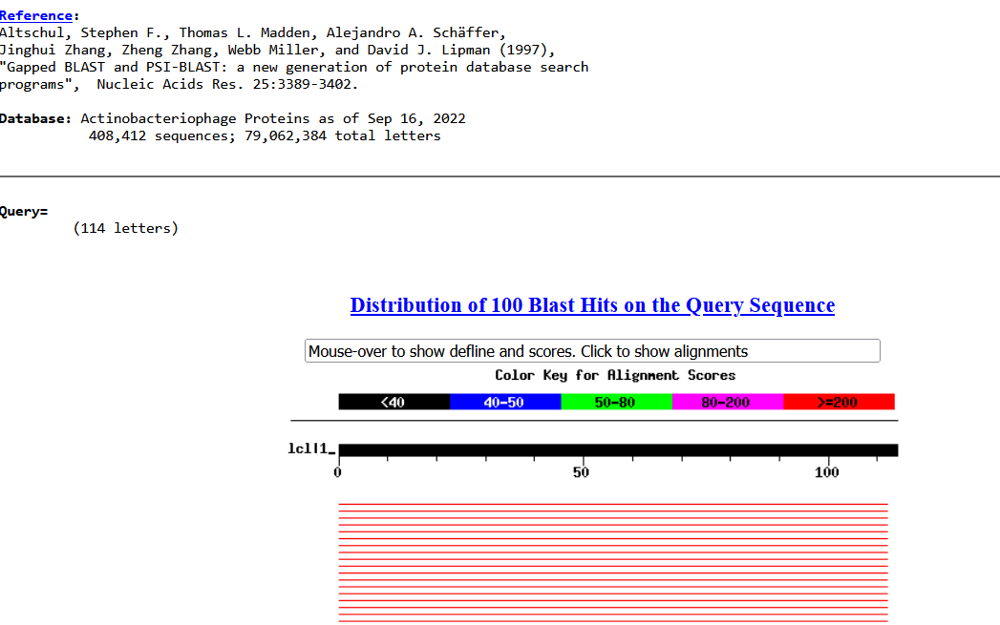 Reference:
Altschul, Stephen F., Thomas L. Madden, Alejandro A. Schäffer,
Jinghui Zhang, Zheng Zhang, Webb Miller, and David J. Lipman (1997),
"Gapped BLAST and PSI-BLAST: a new generation of protein database search
programs", Nucleic Acids Res. 25:3389-3402.
Database: Actinobacteriophage Proteins as of Sep 16, 2022
408,412 sequences; 79,062,384 total letters
Query=
(114 letters)
Distribution of 100 Blast Hits on the Query Sequence
Mouse-over to show defline and scores. Click to show alignments
Color Key for Alignment Scores
<40 40-50 50-80 80-200 >=200
lcl|1_
0 50 100